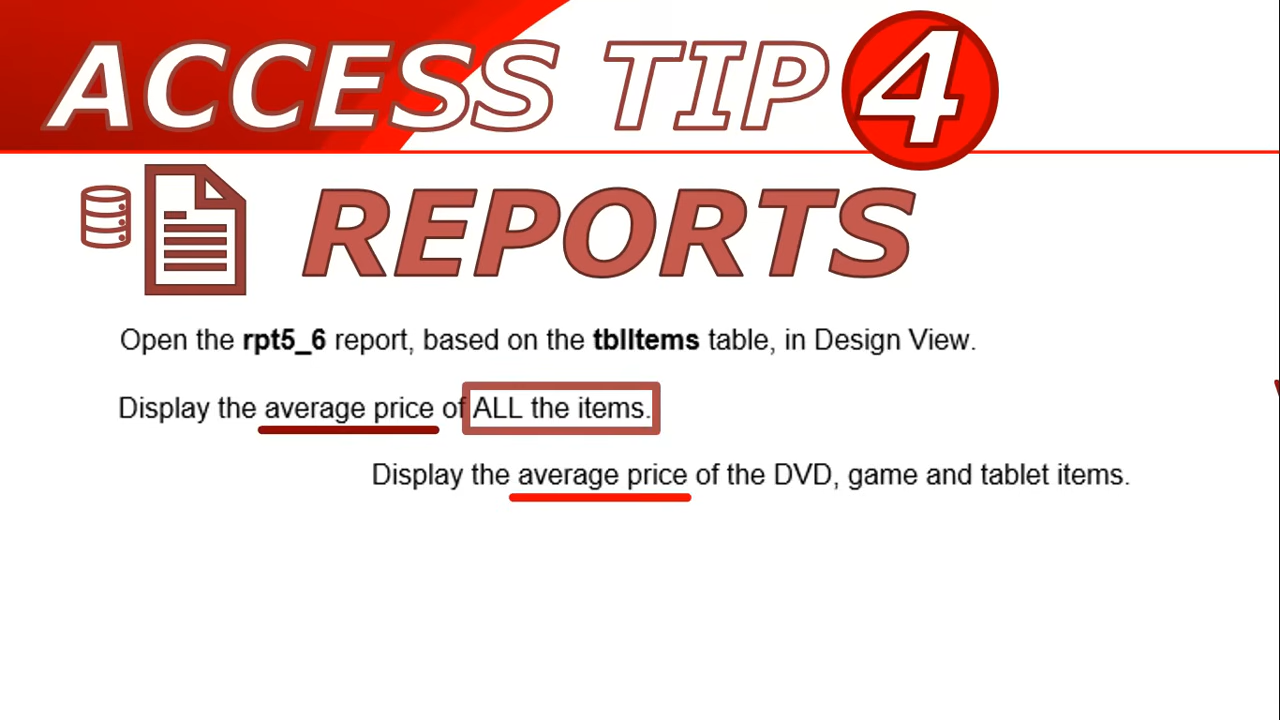 ACCESS TIP 4
REPORTS
Open the rpt5_6 report, based on the tblItems table, in Design View.
Display the average price of ALL the items.
Display the average price of the DVD, game and tablet items.